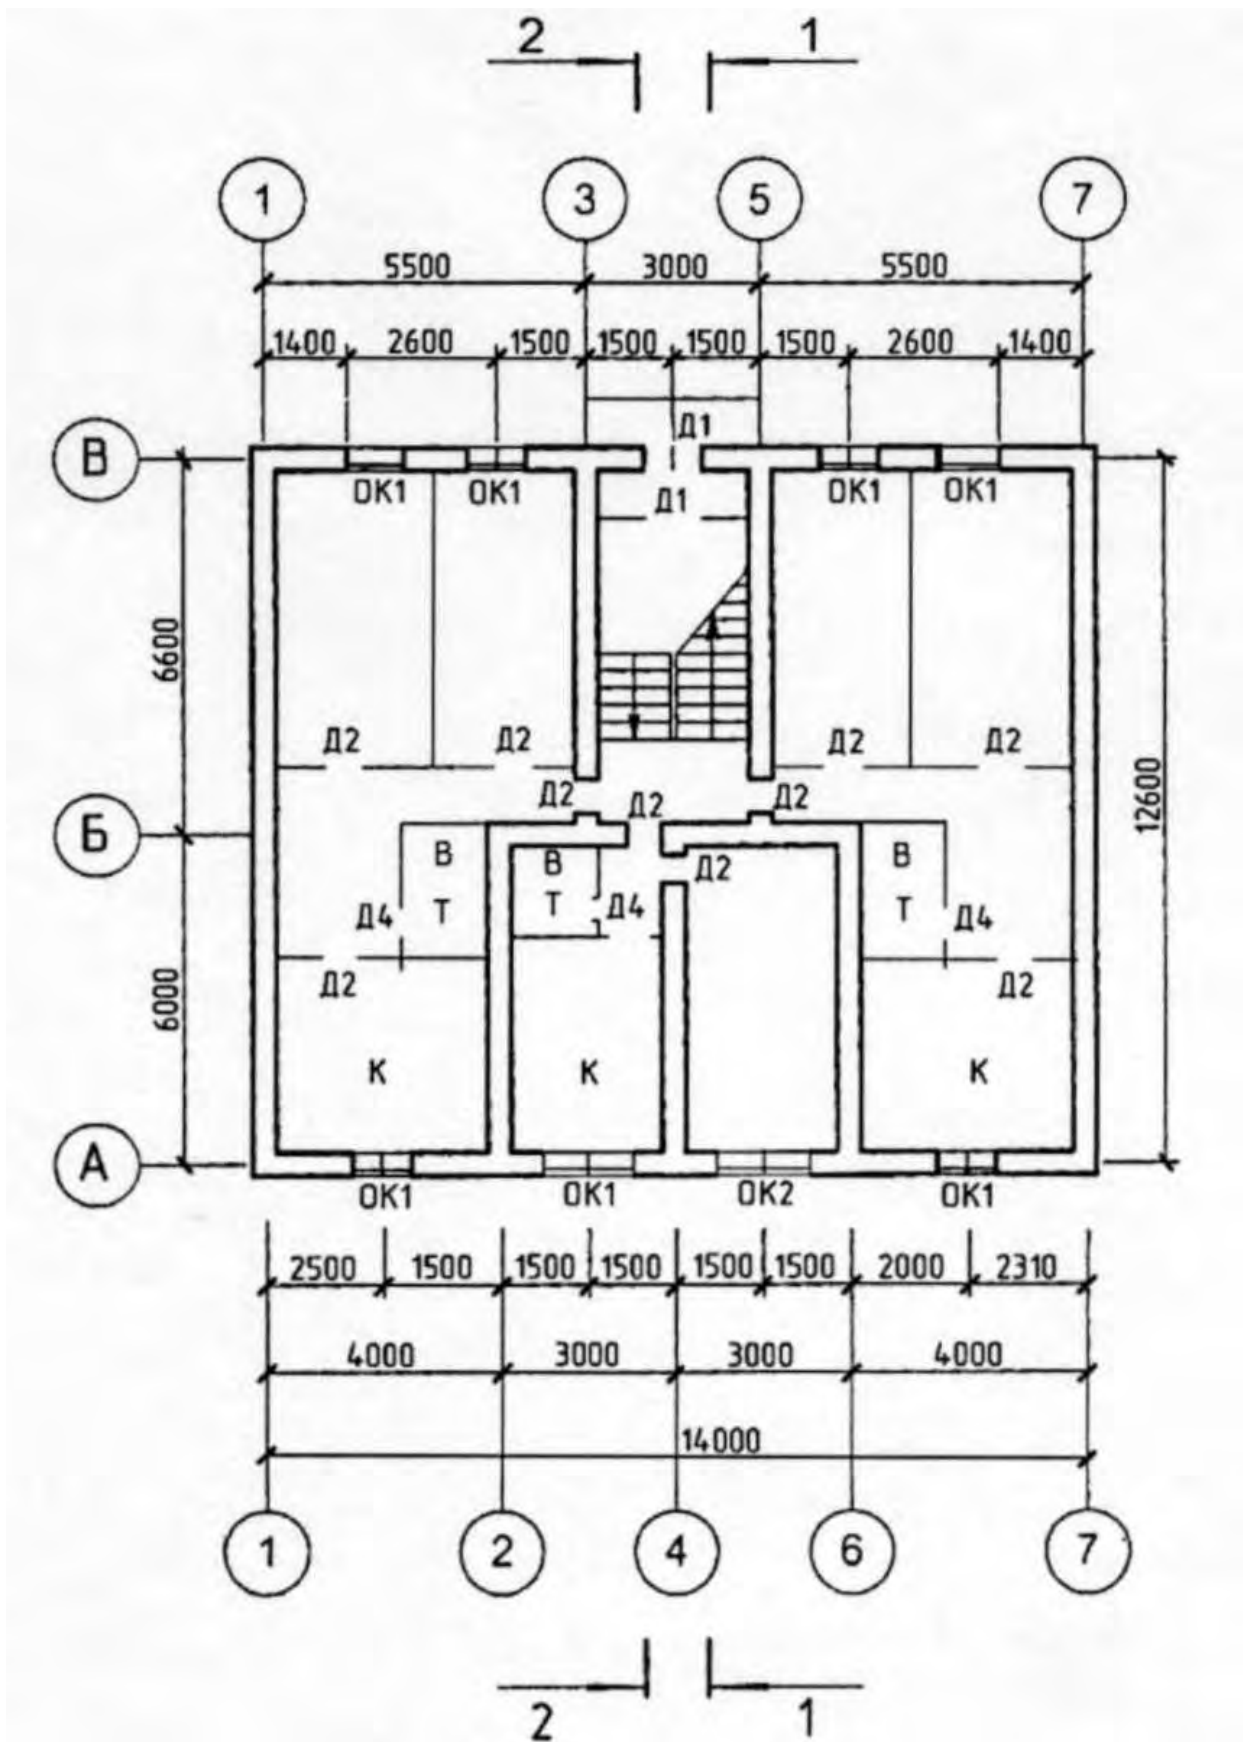 2 1
1 3 5 7
5500 3000 5500
1400 2600 1500 1500 1500 1500 2600 1400
Д1
В
ОК1 ОК1 Д1 ОК1 ОК1
6600
Д2 Д2 Д2 Д2
Д2 Д2 Д2
12600
Б
В В Д2 В
Т Т Т
Д4 Д4 Д4
Д2 Д2
6000
К К К
А
ОК1 ОК1 ОК2 ОК1
2500 1500 1500 1500 1500 1500 2000 2310
4000 3000 3000 4000
14000
1 2 4 6 7
2 1